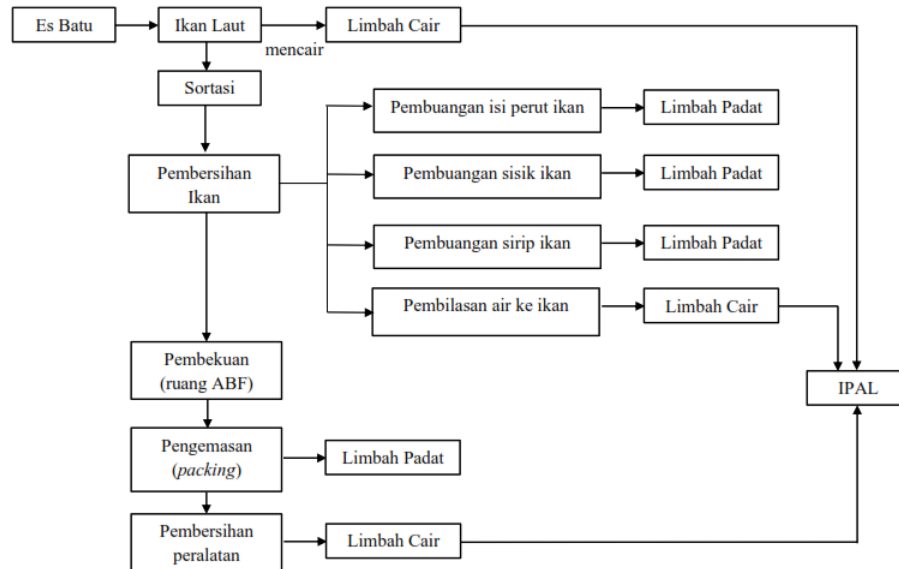 Es Batu
Ikan Laut
Limbah Cair
mencair
Sortasi
Pembuangan isi perut ikan
Limbah Padat
Pembersihan
Ikan
Pembuangan sisik ikan
Limbah Padat
Pembuangan sirip ikan
Limbah Padat
Pembilasan air ke ikan
Limbah Cair
Pembekuan
(ruang ABF)
IPAL
Pengemasan
(packing)
Limbah Padat
Pembersihan
peralatan
Limbah Cair